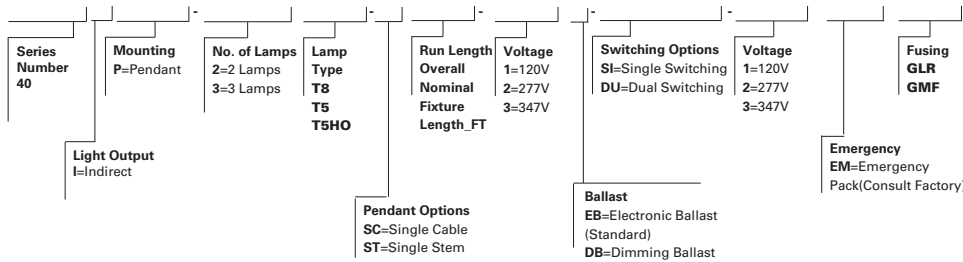 - - - - - -
Series
Number
40
Mounting
P=Pendant
No. of Lamps
2=2 Lamps
3=3 Lamps
Lamp
Type
T8
T5
T5HO
Run Length
Overall
Nominal
Fixture
Length_FT
Voltage
1=120V
2=277V
3=347V
Switching Options
SI=Single Switching
DU=Dual Switching
Voltage
1=120V
2=277V
3=347V
Fusing
GLR
GMF
Light Output
I=Indirect
Pendant Options
SC=Single Cable
ST=Single Stem
Ballast
EB=Electronic Ballast
(Standard)
DB=Dimming Ballast
Emergency
EM=Emergency
Pack(Consult Factory)